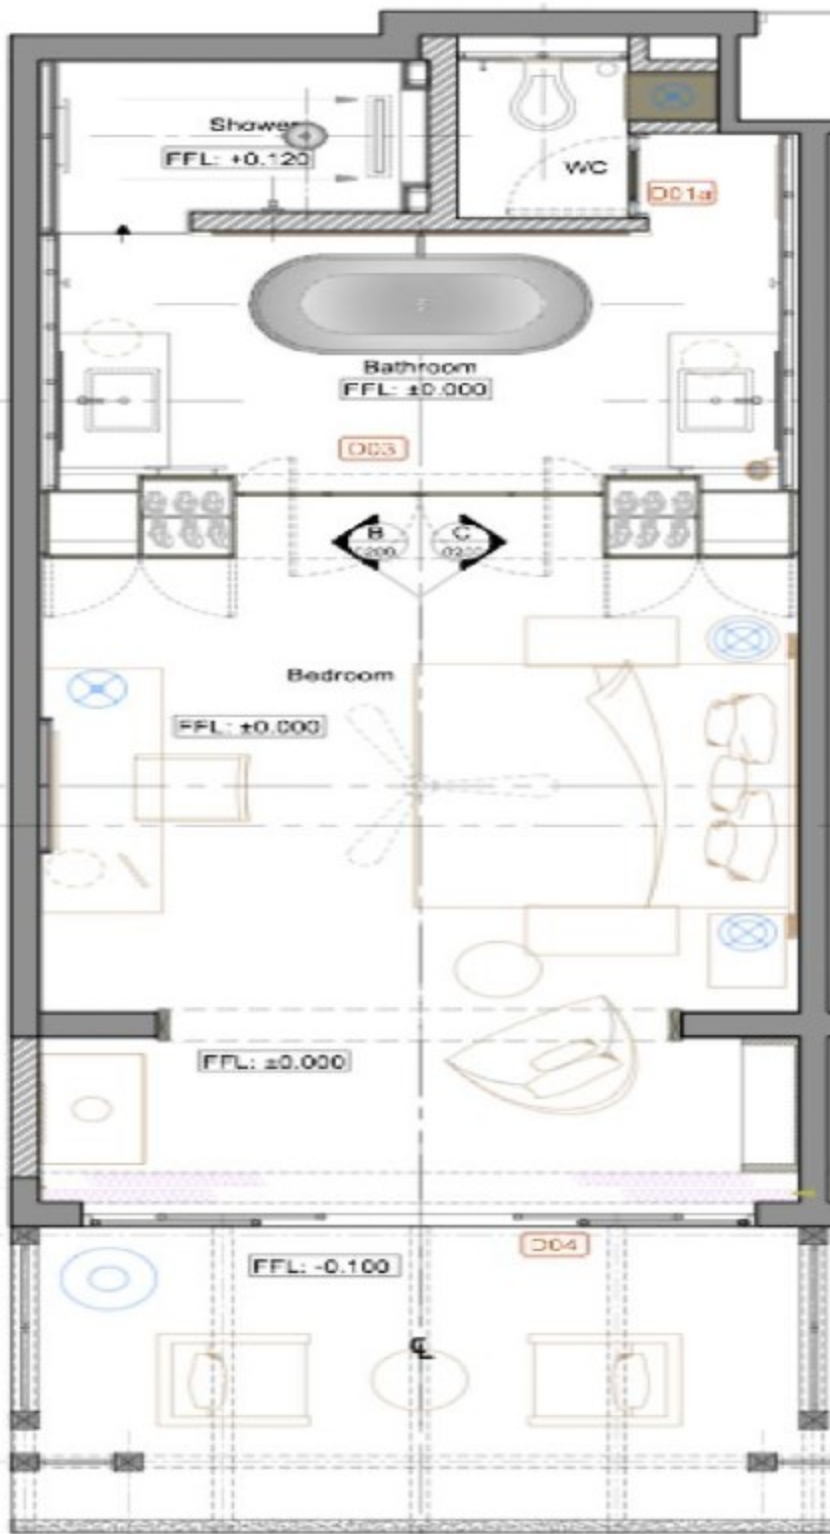 Shower
FFL: +0.120
WC
D01a
Bathroom
FFL: ±0.000
D03
B
0200
C
Bedroom
FFL: ±0.000
FFL: ±0.000
D04
FFL: -0.100
℄